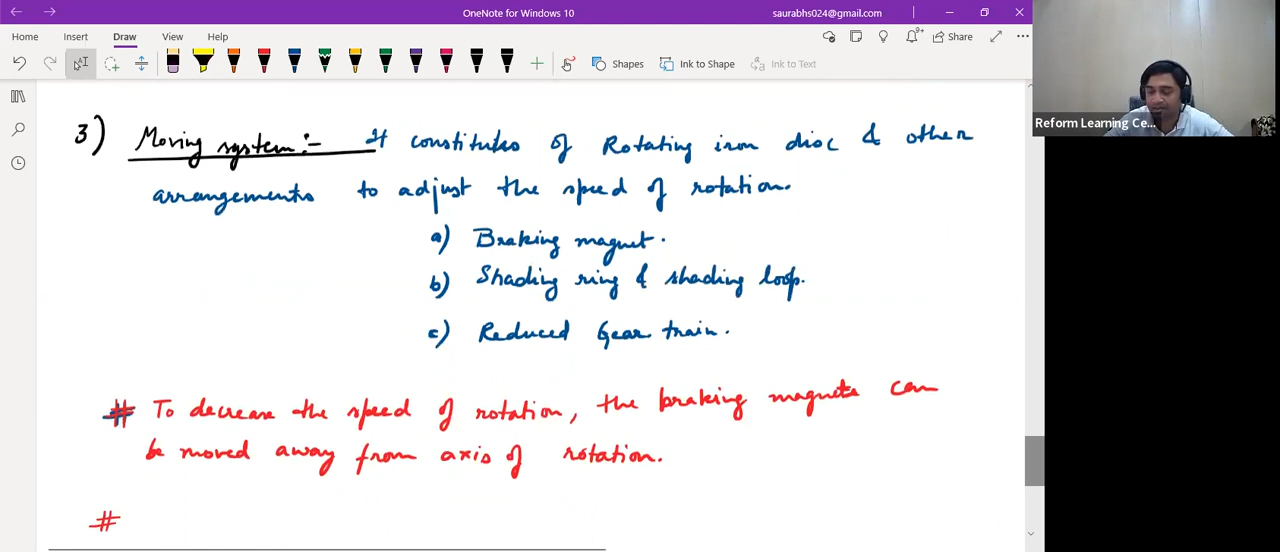 OneNote for Windows 10
saurabhs024@gmail.com
Home Insert Draw View Help
Share
Shapes Ink to Shape Ink to Text
Reform Learning Ce...
3) Moving system:- It constitutes of Rotating iron disc & other
arrangements to adjust the speed of rotation.
a) Braking magnet.
b) Shading ring & shading loop.
c) Reduced Gear train.
# To decrease the speed of rotation, the braking magnets can
be moved away from axis of rotation.
#